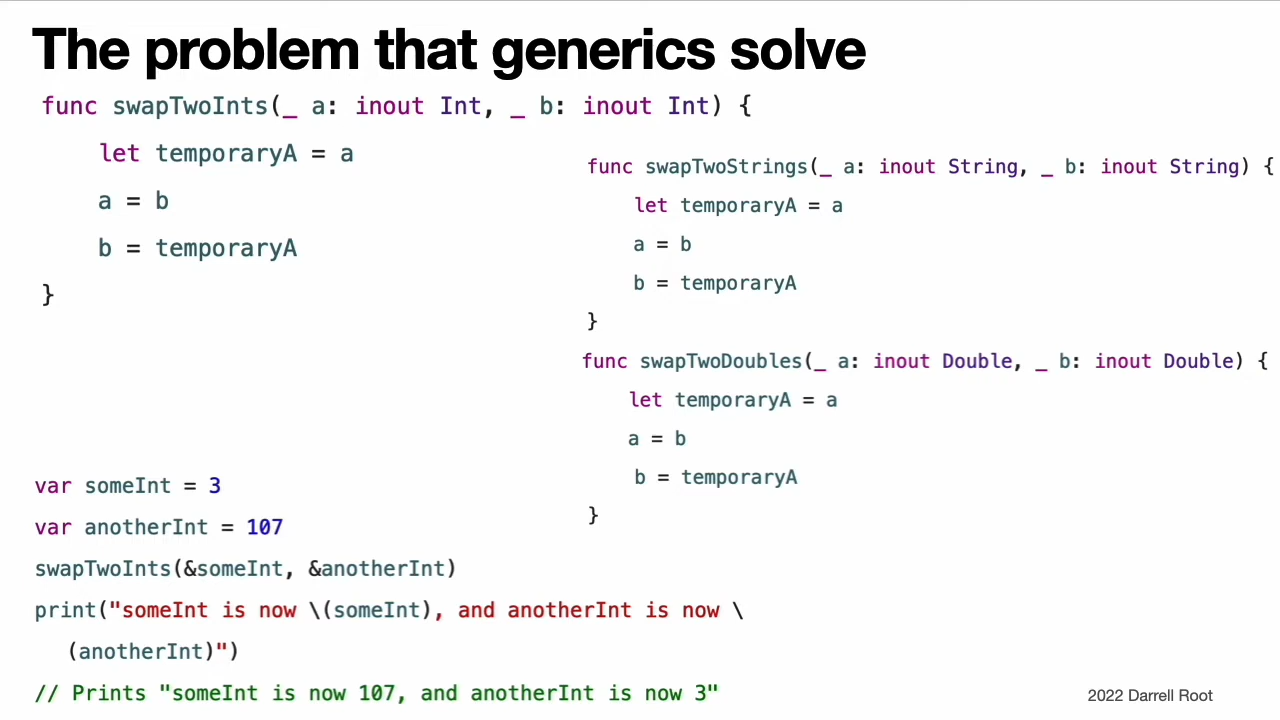 The problem that generics solve
func swapTwoInts(_ a: inout Int, _ b: inout Int) {
let temporaryA = a
a = b
b = temporaryA
}
func swapTwoStrings(_ a: inout String, _ b: inout String) {
let temporaryA = a
a = b
b = temporaryA
}
func swapTwoDoubles(_ a: inout Double, _ b: inout Double) {
let temporaryA = a
a = b
b = temporaryA
}
var someInt = 3
var anotherInt = 107
swapTwoInts(&someInt, &anotherInt)
print("someInt is now \(someInt), and anotherInt is now \
(anotherInt)")
// Prints "someInt is now 107, and anotherInt is now 3"
2022 Darrell Root